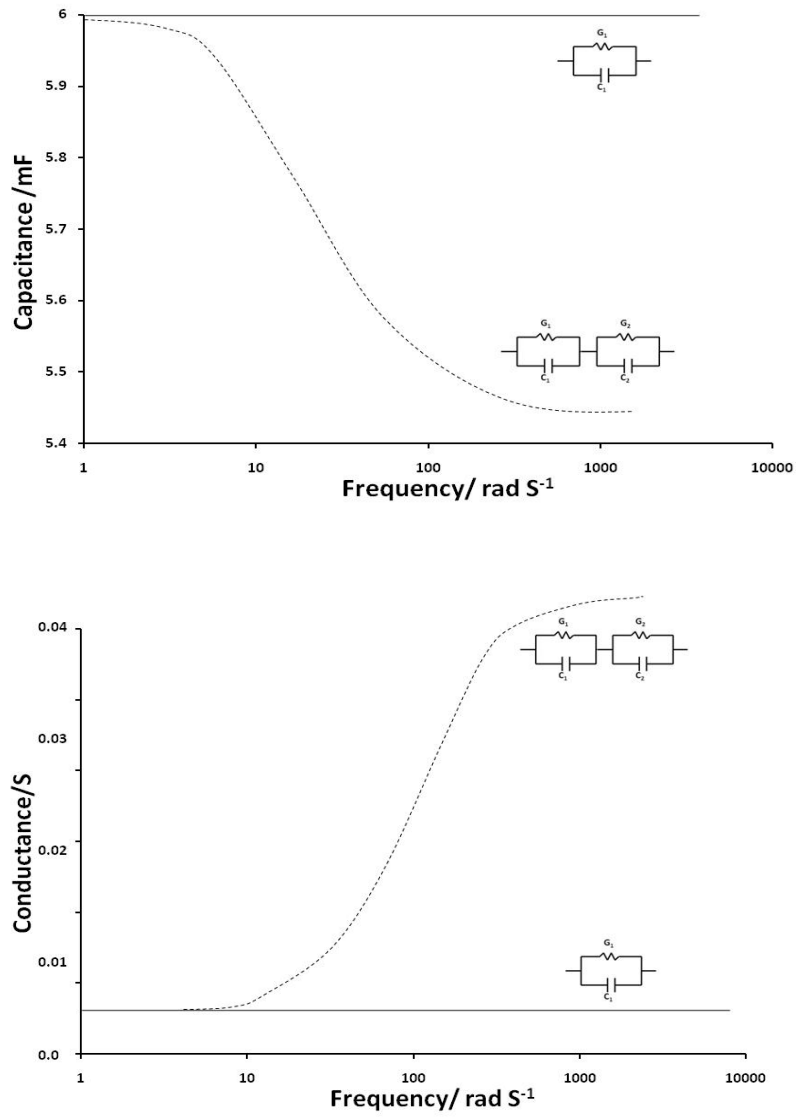 6
G₁
C₁
5.9
5.8
5.7
5.6
G₁ G₂
C₁ C₂
5.5
5.4
Capacitance /mF
1 10 100 1000 10000
Frequency/ rad S⁻¹
0.04
G₁ G₂
C₁ C₂
0.03
0.02
0.01
G₁
C₁
0.0
Conductance/S
1 10 100 1000 10000
Frequency/ rad S⁻¹